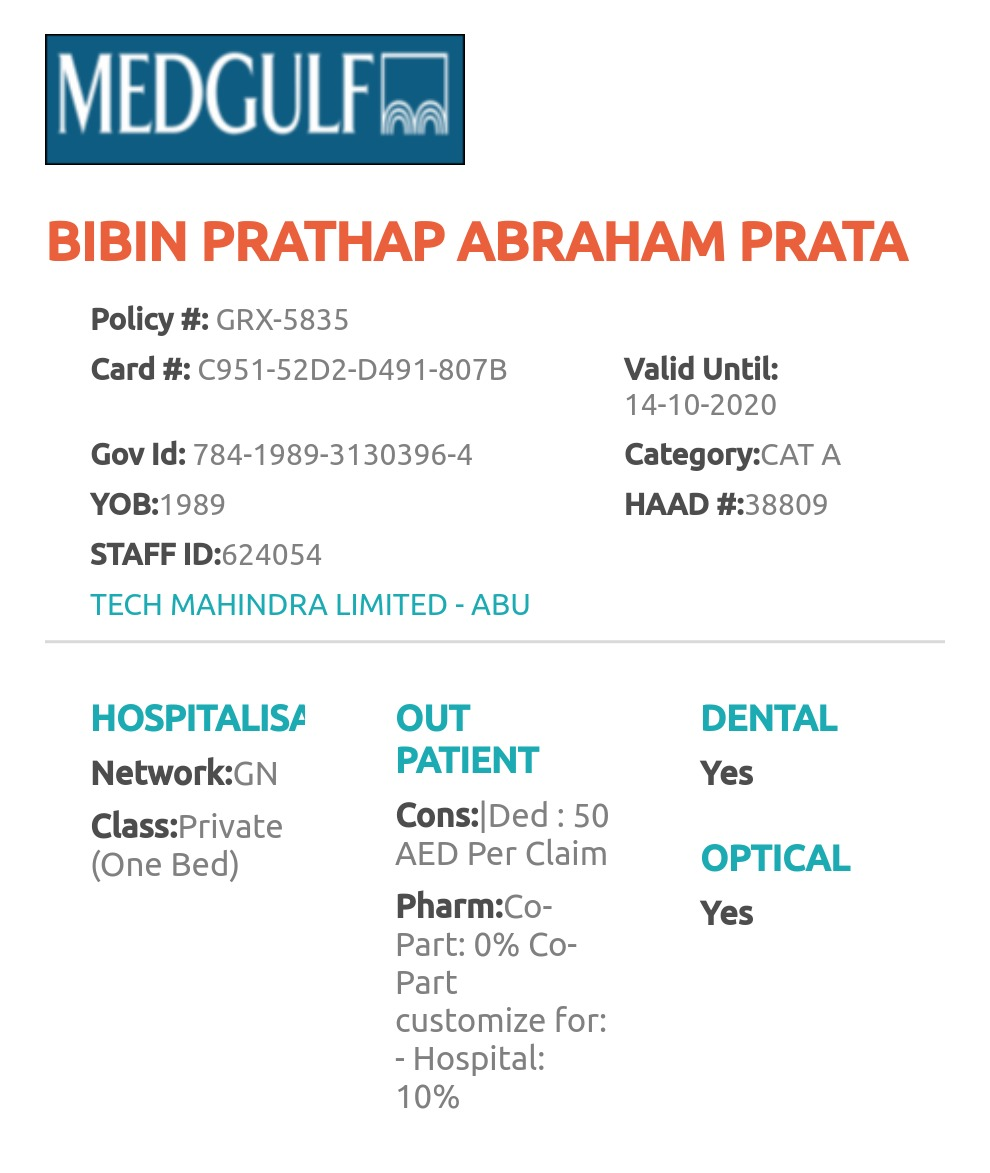 MEDGULF
BIBIN PRATHAP ABRAHAM PRATA
Policy #: GRX-5835
Card #: C951-52D2-D491-807B
Valid Until:
14-10-2020
Gov Id: 784-1989-3130396-4
Category:CAT A
YOB:1989
HAAD #:38809
STAFF ID:624054
TECH MAHINDRA LIMITED - ABU
HOSPITALISA
Network:GN
Class:Private
(One Bed)
OUT
PATIENT
Cons:|Ded : 50
AED Per Claim
Pharm:Co-
Part: 0% Co-
Part
customize for:
- Hospital:
10%
DENTAL
Yes
OPTICAL
Yes